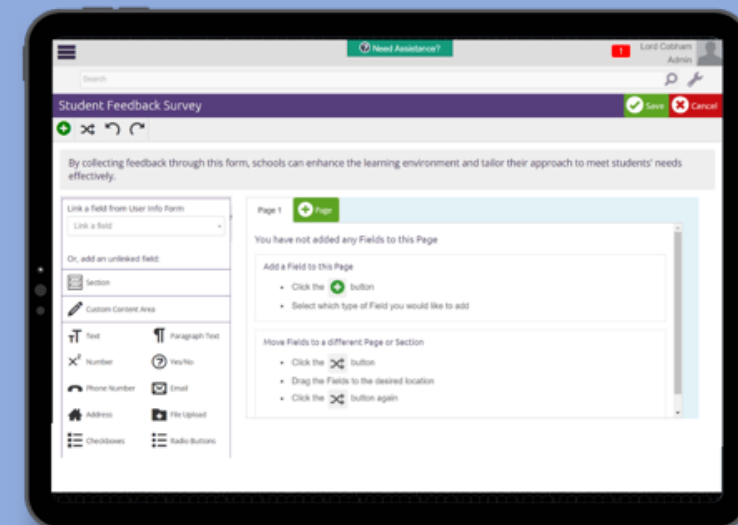 Need Assistance?
1
Lord Cobham
Admin
Search
Student Feedback Survey
Save
Cancel
By collecting feedback through this form, schools can enhance the learning environment and tailor their approach to meet students' needs
effectively.
Link a field from User Info Form
Link a field
Or, add an unlinked field:
Section
Custom Content Area
Text
Paragraph Text
Number
Yes/No
Phone Number
Email
Address
File Upload
Checkboxes
Radio Buttons
Page 1
Page
You have not added any Fields to this Page
Add a Field to this Page
Click the button
Select which type of Field you would like to add
Move Fields to a different Page or Section
Click the button
Drag the Fields to the desired location
Click the button again